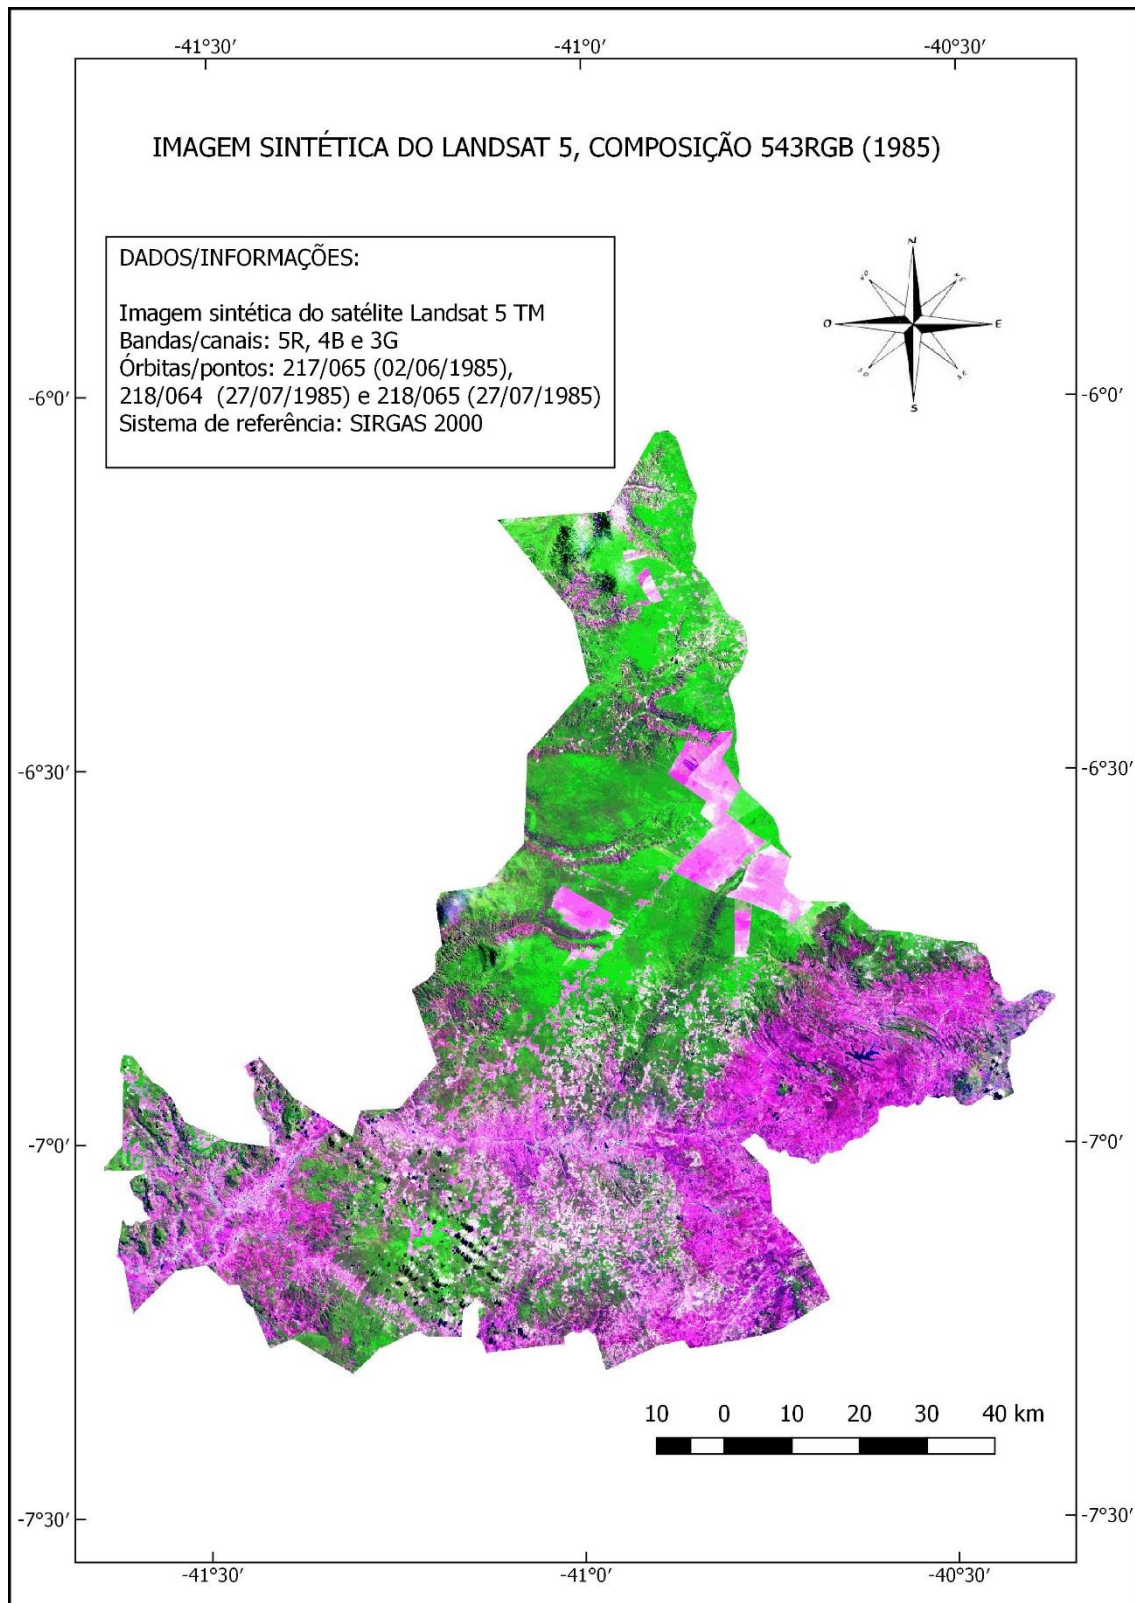 -41°30′ -41°0′ -40°30′
IMAGEM SINTÉTICA DO LANDSAT 5, COMPOSIÇÃO 543RGB (1985)
DADOS/INFORMAÇÕES:
Imagem sintética do satélite Landsat 5 TM
Bandas/canais: 5R, 4B e 3G
Órbitas/pontos: 217/065 (02/06/1985),
218/064 (27/07/1985) e 218/065 (27/07/1985)
Sistema de referência: SIRGAS 2000
N
O E
S
-6°0′ -6°0′
-6°30′ -6°30′
-7°0′ -7°0′
10 0 10 20 30 40 km
-7°30′ -7°30′
-41°30′ -41°0′ -40°30′